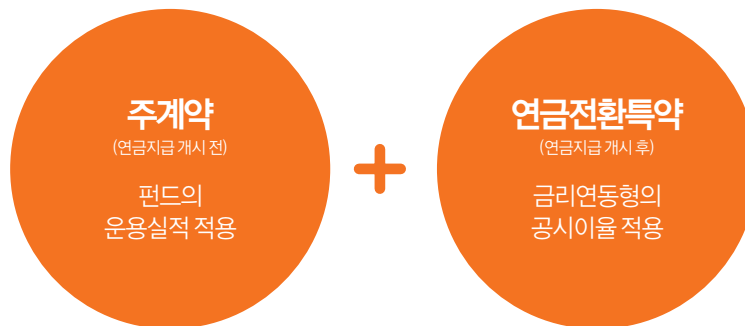 주계약
(연금지급 개시 전)
펀드의
운용실적 적용
+
연금전환특약
(연금지급 개시 후)
금리연동형의
공시이율 적용